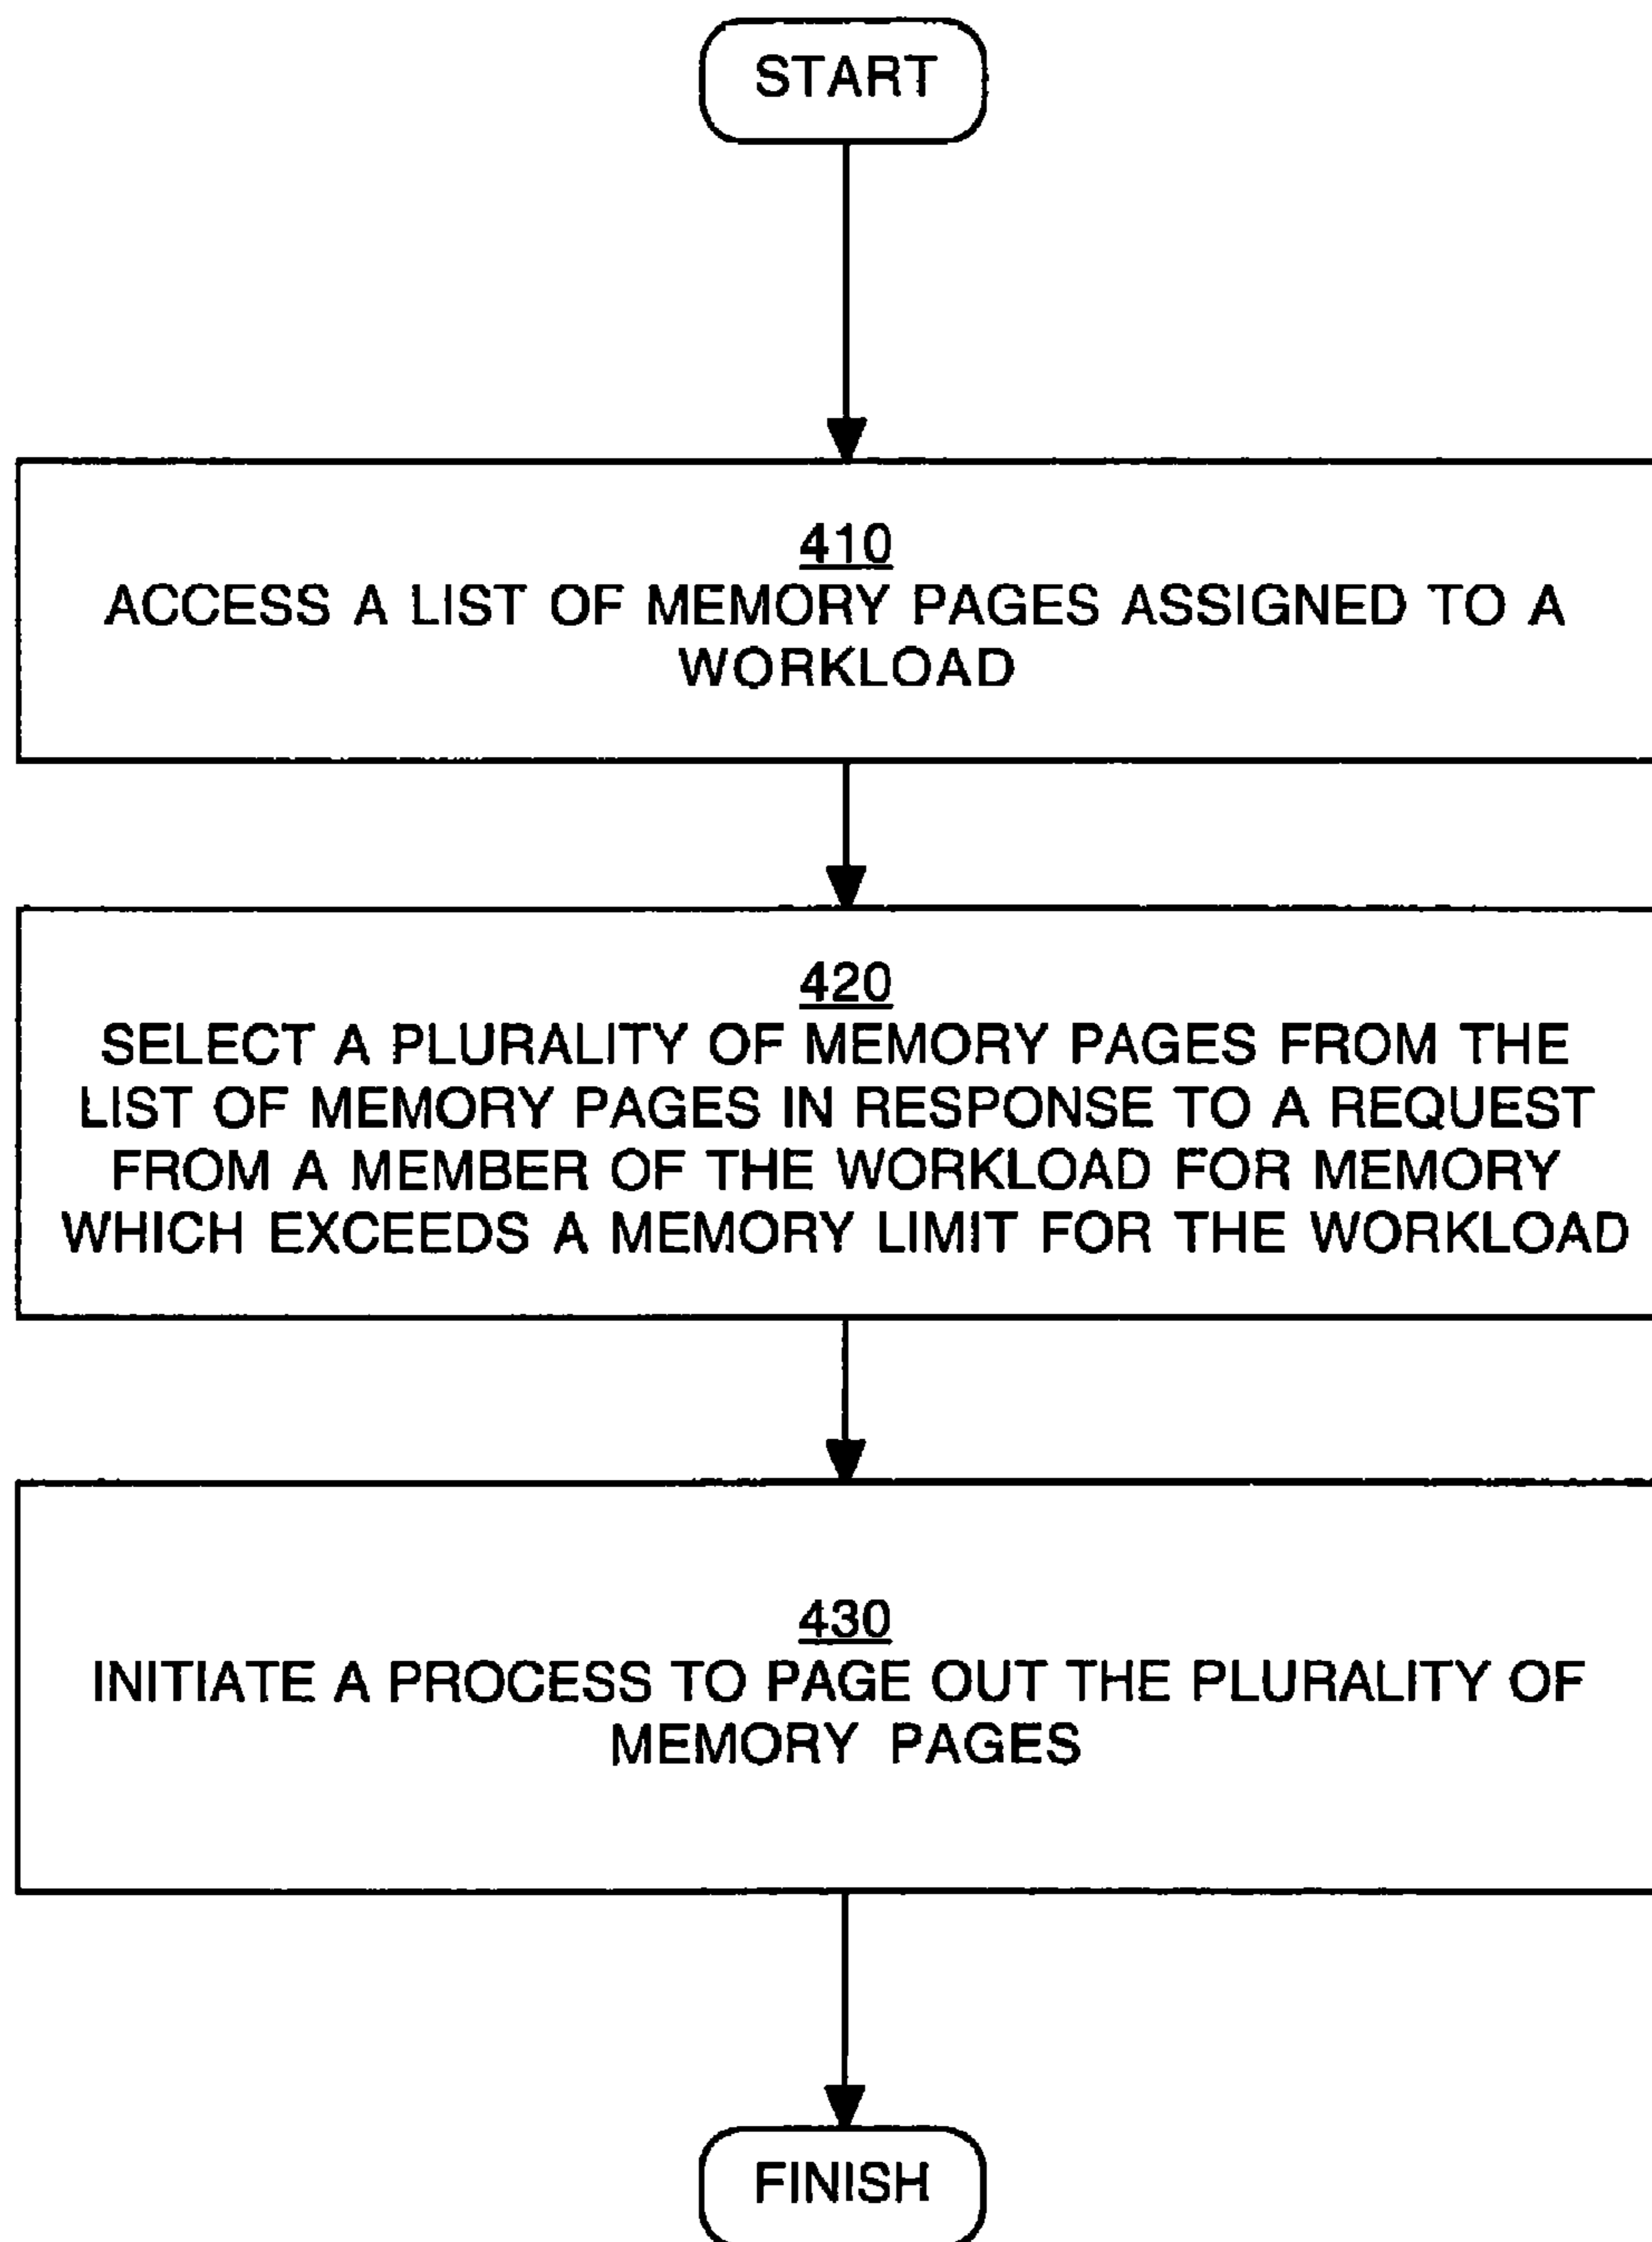 START
410
ACCESS A LIST OF MEMORY PAGES ASSIGNED TO A
WORKLOAD
420
SELECT A PLURALITY OF MEMORY PAGES FROM THE
LIST OF MEMORY PAGES IN RESPONSE TO A REQUEST
FROM A MEMBER OF THE WORKLOAD FOR MEMORY
WHICH EXCEEDS A MEMORY LIMIT FOR THE WORKLOAD
430
INITIATE A PROCESS TO PAGE OUT THE PLURALITY OF
MEMORY PAGES
FINISH